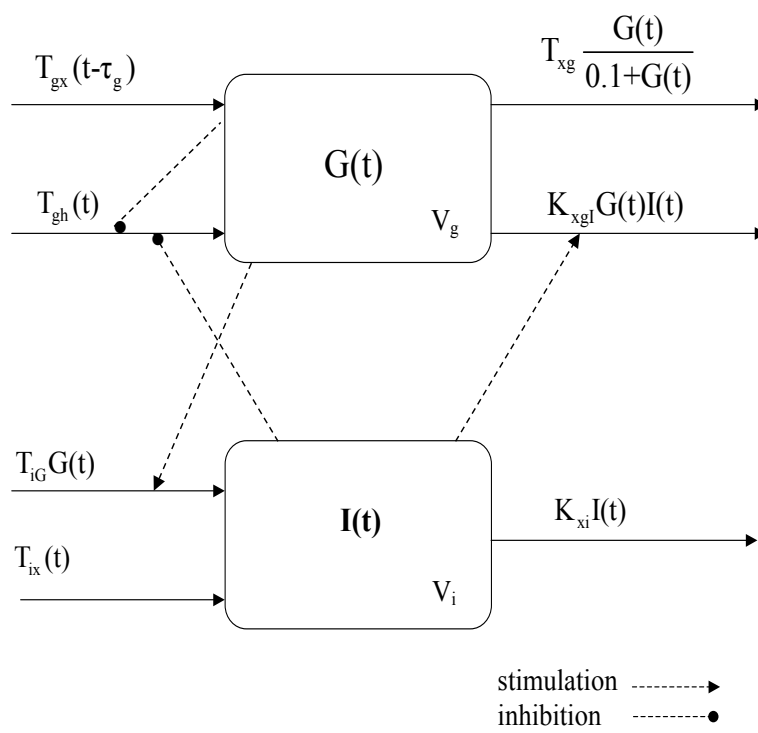 T_gx(t-τ_g)
T_xg G(t)/(0.1+G(t))
G(t)
T_gh(t)
V_g
K_xgI G(t)I(t)
T_iG G(t)
I(t)
K_xi I(t)
T_ix(t)
V_i
stimulation
inhibition